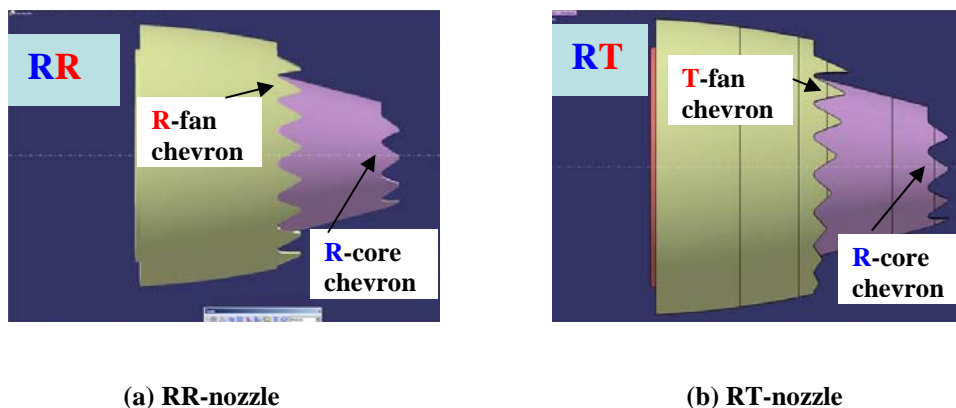 RR
R-fan
chevron
R-core
chevron
RT
T-fan
chevron
R-core
chevron
(a) RR-nozzle
(b) RT-nozzle